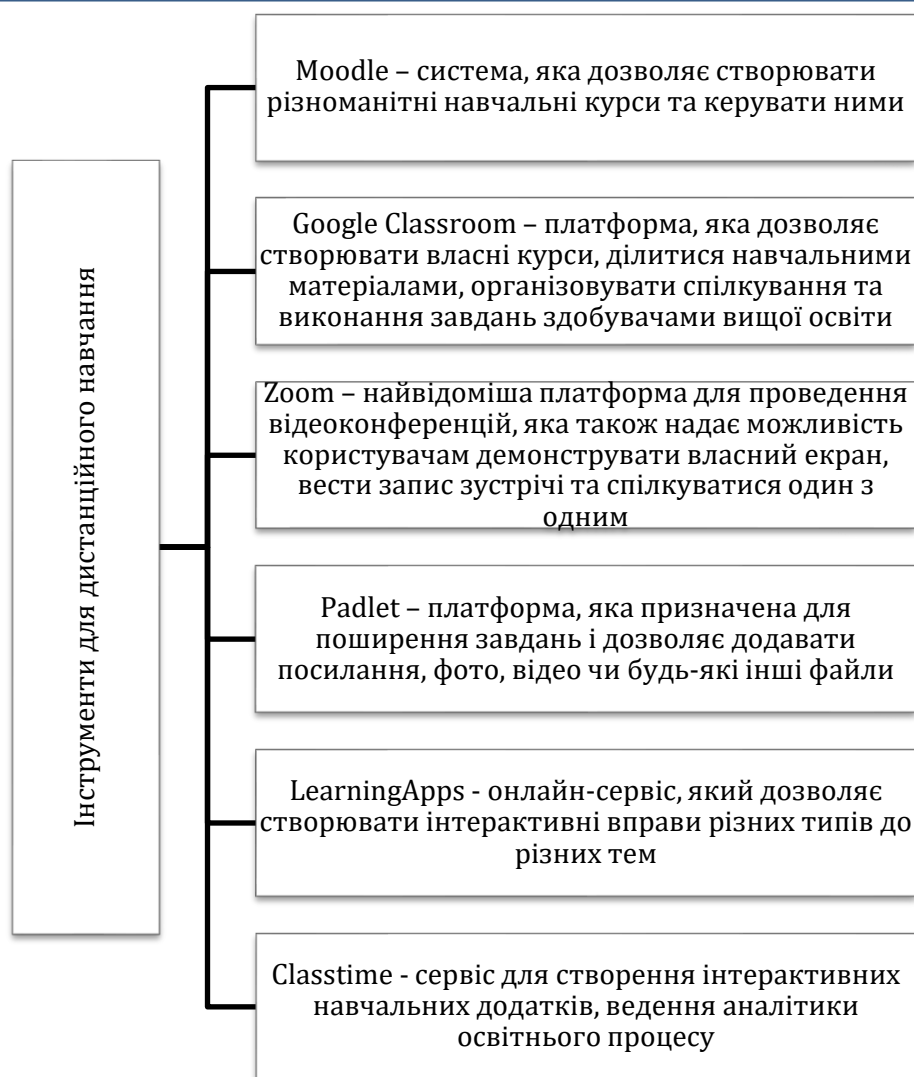 Інструменти для дистанційного навчання
Moodle – система, яка дозволяє створювати
різноманітні навчальні курси та керувати ними
Google Classroom – платформа, яка дозволяє
створювати власні курси, ділитися навчальними
матеріалами, організовувати спілкування та
виконання завдань здобувачами вищої освіти
Zoom – найвідоміша платформа для проведення
відеоконференцій, яка також надає можливість
користувачам демонструвати власний екран,
вести запис зустрічі та спілкуватися один з
одним
Padlet – платформа, яка призначена для
поширення завдань і дозволяє додавати
посилання, фото, відео чи будь-які інші файли
LearningApps - онлайн-сервіс, який дозволяє
створювати інтерактивні вправи різних типів до
різних тем
Classtime - сервіс для створення інтерактивних
навчальних додатків, ведення аналітики
освітнього процесу